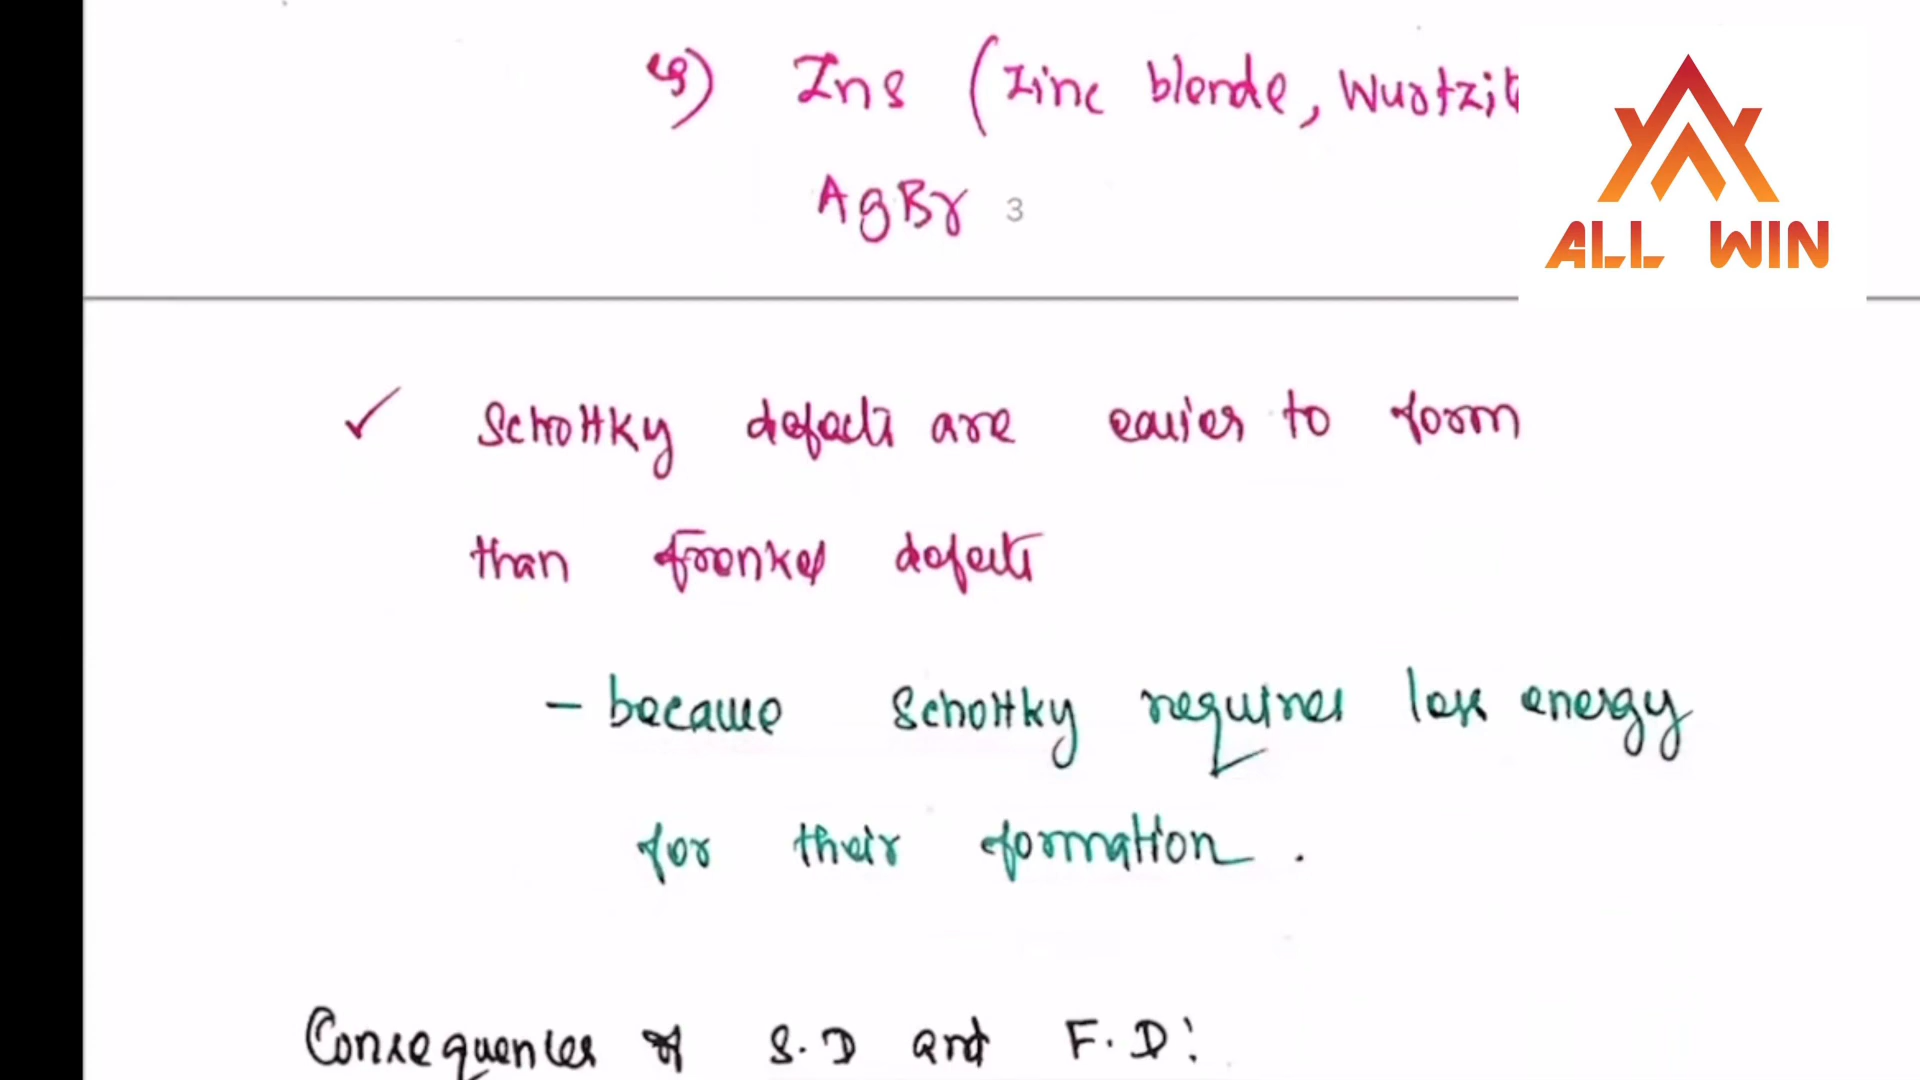 eg) ZnS (Zinc blende, Wurtzit
AgBr 3
ALL WIN
✓ Schottky defects are easier to form
than frenkel defects
- because Schottky requires less energy
for their formation .
Consequences of S.D and F.D: